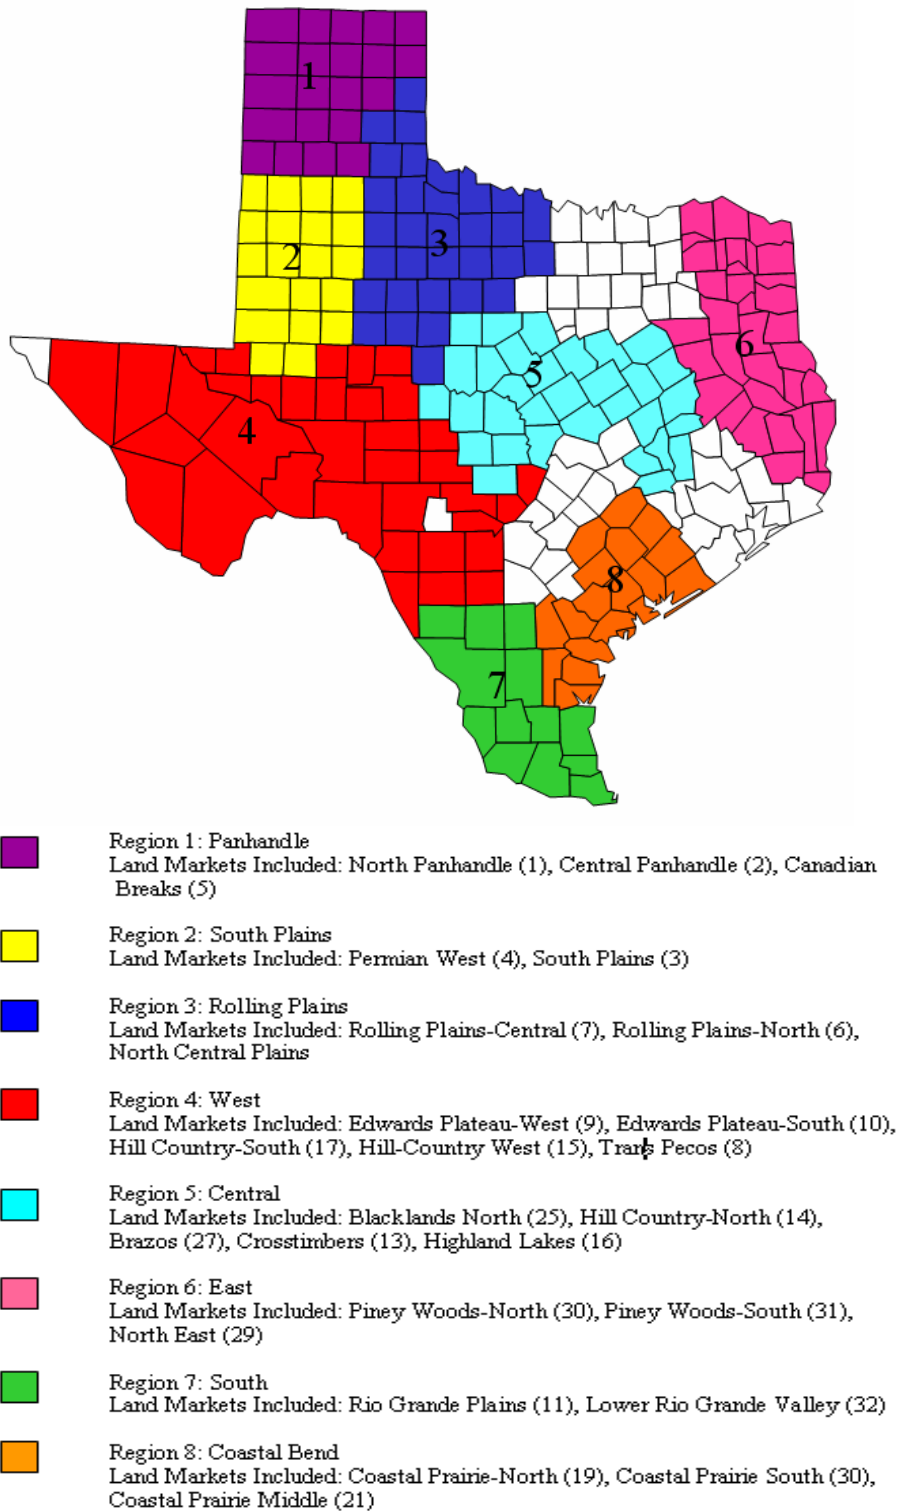 1
2
3
4
5
6
7
8
Region 1: Panhandle
Land Markets Included: North Panhandle (1), Central Panhandle (2), Canadian
Breaks (5)
Region 2: South Plains
Land Markets Included: Permian West (4), South Plains (3)
Region 3: Rolling Plains
Land Markets Included: Rolling Plains-Central (7), Rolling Plains-North (6),
North Central Plains
Region 4: West
Land Markets Included: Edwards Plateau-West (9), Edwards Plateau-South (10),
Hill Country-South (17), Hill-Country West (15), Trans Pecos (8)
Region 5: Central
Land Markets Included: Blacklands North (25), Hill Country-North (14),
Brazos (27), Crosstimbers (13), Highland Lakes (16)
Region 6: East
Land Markets Included: Piney Woods-North (30), Piney Woods-South (31),
North East (29)
Region 7: South
Land Markets Included: Rio Grande Plains (11), Lower Rio Grande Valley (32)
Region 8: Coastal Bend
Land Markets Included: Coastal Prairie-North (19), Coastal Prairie South (30),
Coastal Prairie Middle (21)